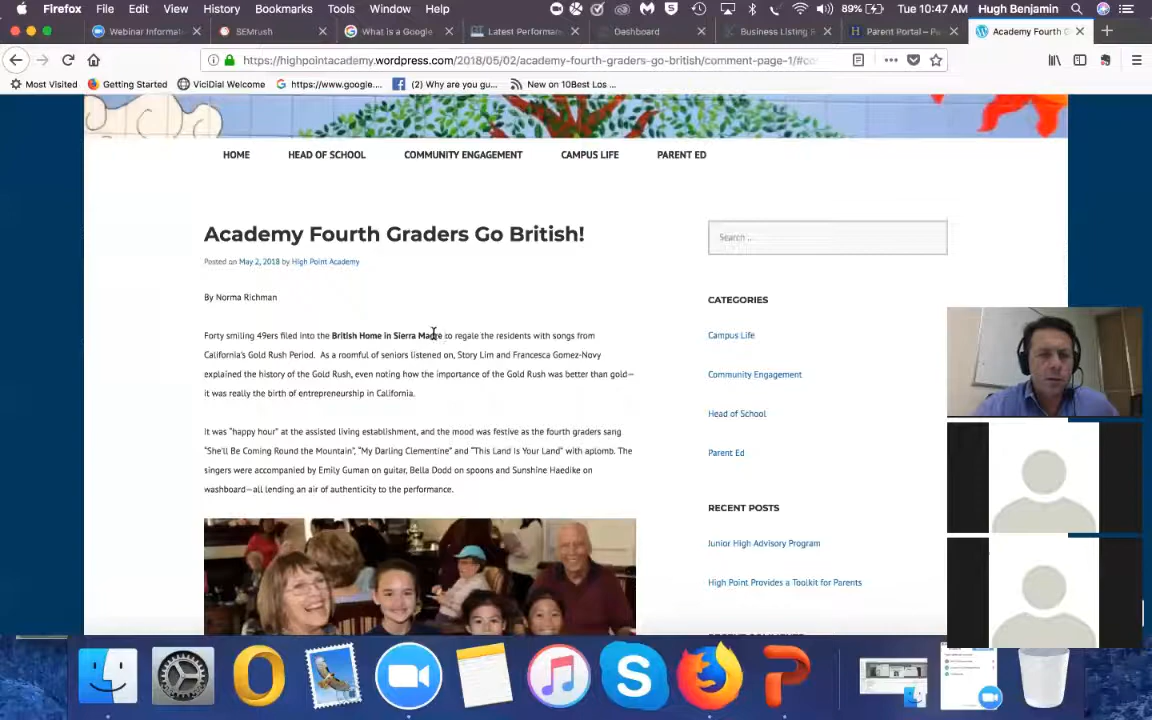 Firefox File Edit View History Bookmarks Tools Window Help 89% Tue 10:47 AM Hugh Benjamin
Webinar Informat SEMrush What is a Google Latest Performan Dashboard Business Listing Parent Portal – Pa Academy Fourth G
https://highpointacademy.wordpress.com/2018/05/02/academy-fourth-graders-go-british/comment-page-1/#co
Most Visited Getting Started ViciDial Welcome https://www.google.... (2) Why are you gu... New on 10Best Los ...
HOME HEAD OF SCHOOL COMMUNITY ENGAGEMENT CAMPUS LIFE PARENT ED
Academy Fourth Graders Go British!
Posted on May 2, 2018 by High Point Academy
By Norma Richman
Forty smiling 49ers filed into the British Home in Sierra Madre to regale the residents with songs from
California's Gold Rush Period. As a roomful of seniors listened on, Story Lim and Francesca Gomez-Novy
explained the history of the Gold Rush, even noting how the importance of the Gold Rush was better than gold—
it was really the birth of entrepreneurship in California.
It was "happy hour" at the assisted living establishment, and the mood was festive as the fourth graders sang
"She'll Be Coming Round the Mountain", "My Darling Clementine" and "This Land Is Your Land" with aplomb. The
singers were accompanied by Emily Guman on guitar, Bella Dodd on spoons and Sunshine Haedike on
washboard—all lending an air of authenticity to the performance.
Search ...
CATEGORIES
Campus Life
Community Engagement
Head of School
Parent Ed
RECENT POSTS
Junior High Advisory Program
High Point Provides a Toolkit for Parents